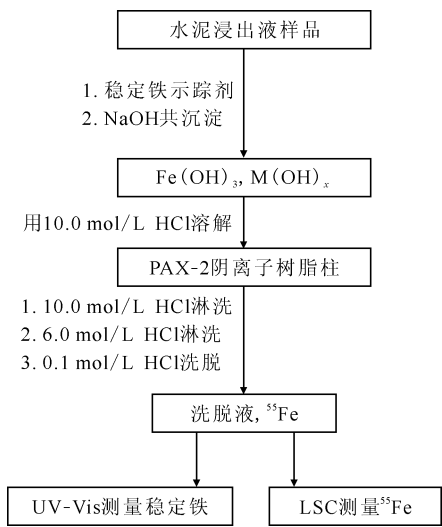 水泥浸出液样品
1. 稳定铁示踪剂
2. NaOH共沉淀
Fe(OH)₃, M(OH)ₓ
用10.0 mol/L HCl溶解
PAX-2阴离子树脂柱
1. 10.0 mol/L HCl淋洗
2. 6.0 mol/L HCl淋洗
3. 0.1 mol/L HCl洗脱
洗脱液, ⁵⁵Fe
UV-Vis测量稳定铁
LSC测量⁵⁵Fe